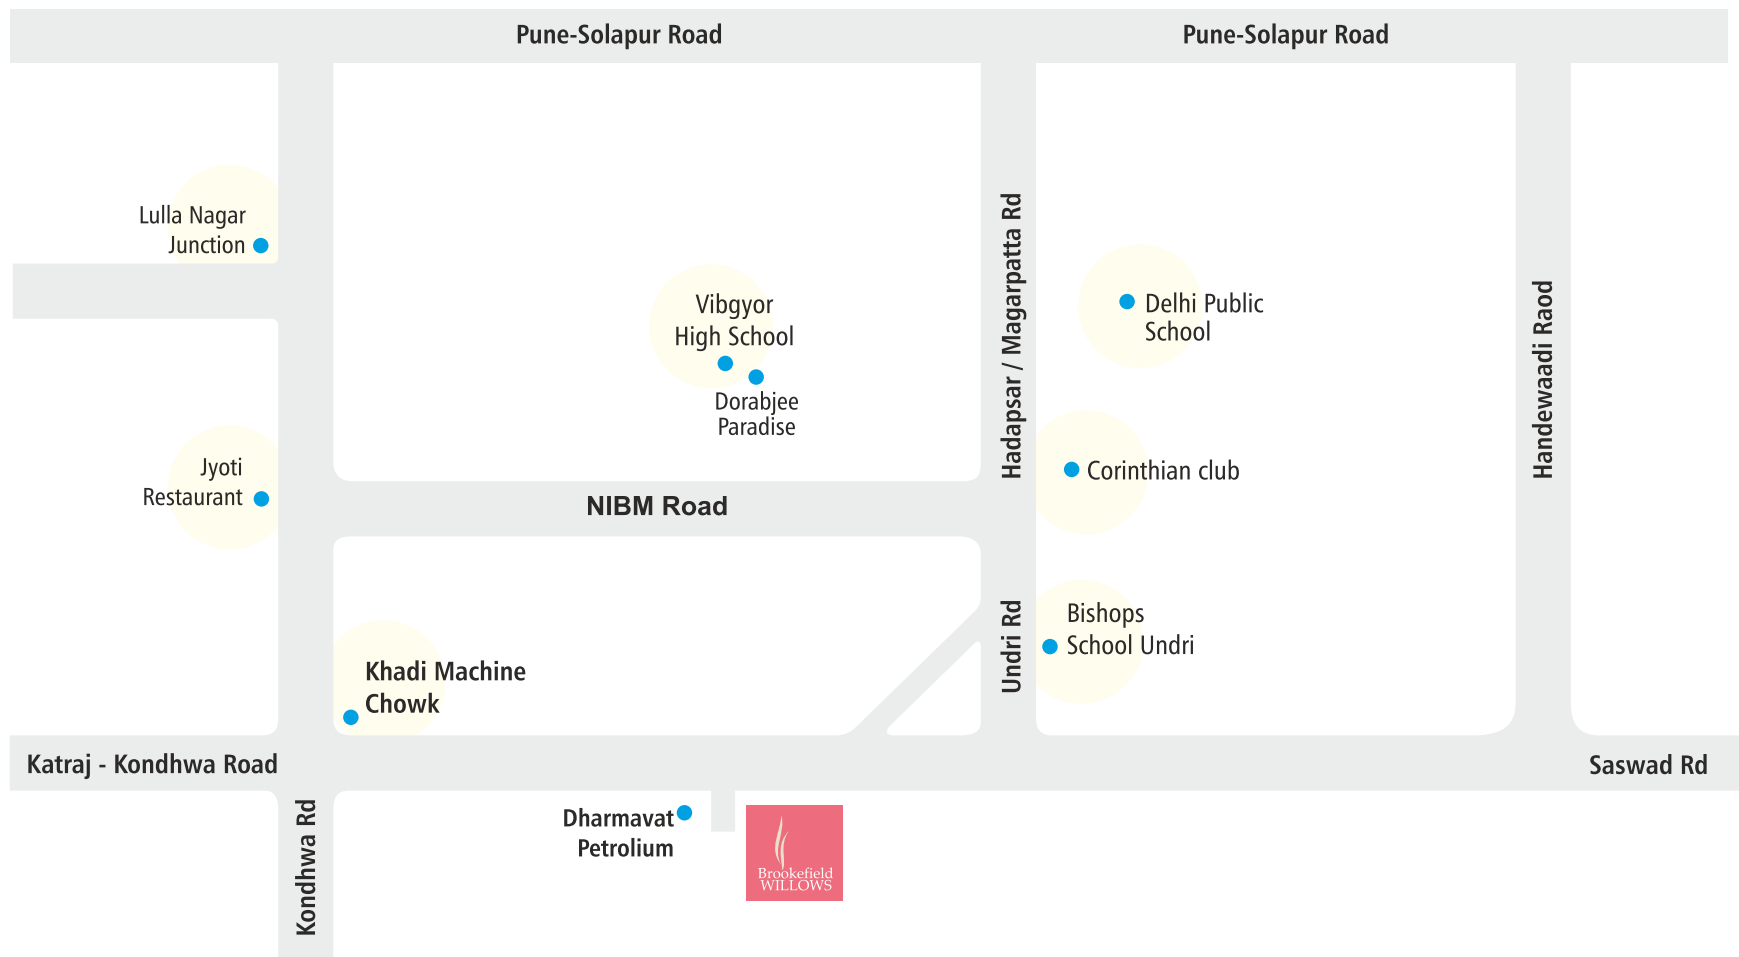 Pune-Solapur Road
Pune-Solapur Road
Lulla Nagar
Junction
Hadapsar / Magarpatta Rd
Handewaadi Raod
Vibgyor
High School
Dorabjee
Paradise
Delhi Public
School
Jyoti
Restaurant
Corinthian club
NIBM Road
Undri Rd
Bishops
School Undri
Khadi Machine
Chowk
Katraj - Kondhwa Road
Saswad Rd
Kondhwa Rd
Dharmavat
Petrolium
Brookefield
WILLOWS